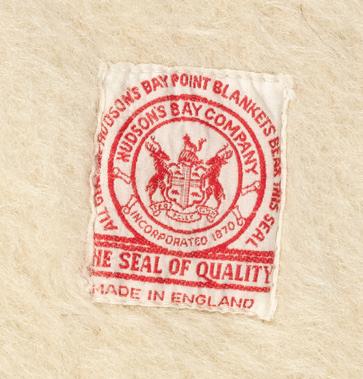 ALL HUDSON'S BAY POINT BLANKETS BEAR THIS SEAL
HUDSON'S BAY COMPANY
INCORPORATED 1670
THE SEAL OF QUALITY
MADE IN ENGLAND